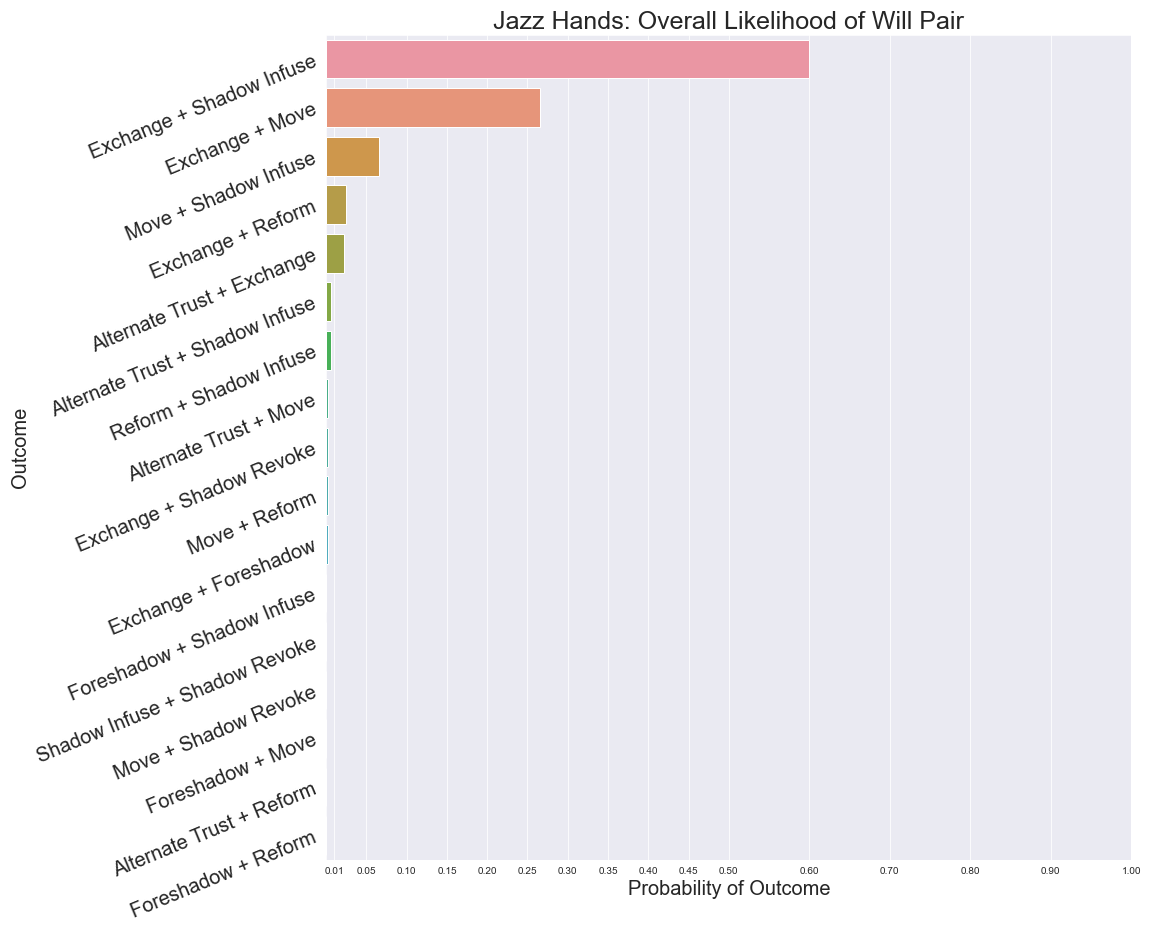 Jazz Hands: Overall Likelihood of Will Pair
Exchange + Shadow Infuse
Exchange + Move
Move + Shadow Infuse
Exchange + Reform
Alternate Trust + Exchange
Alternate Trust + Shadow Infuse
Reform + Shadow Infuse
Alternate Trust + Move
Exchange + Shadow Revoke
Move + Reform
Exchange + Foreshadow
Foreshadow + Shadow Infuse
Shadow Infuse + Shadow Revoke
Move + Shadow Revoke
Foreshadow + Move
Alternate Trust + Reform
Foreshadow + Reform
Outcome
0.01 0.05 0.10 0.15 0.20 0.25 0.30 0.35 0.40 0.45 0.50 0.60 0.70 0.80 0.90 1.00
Probability of Outcome